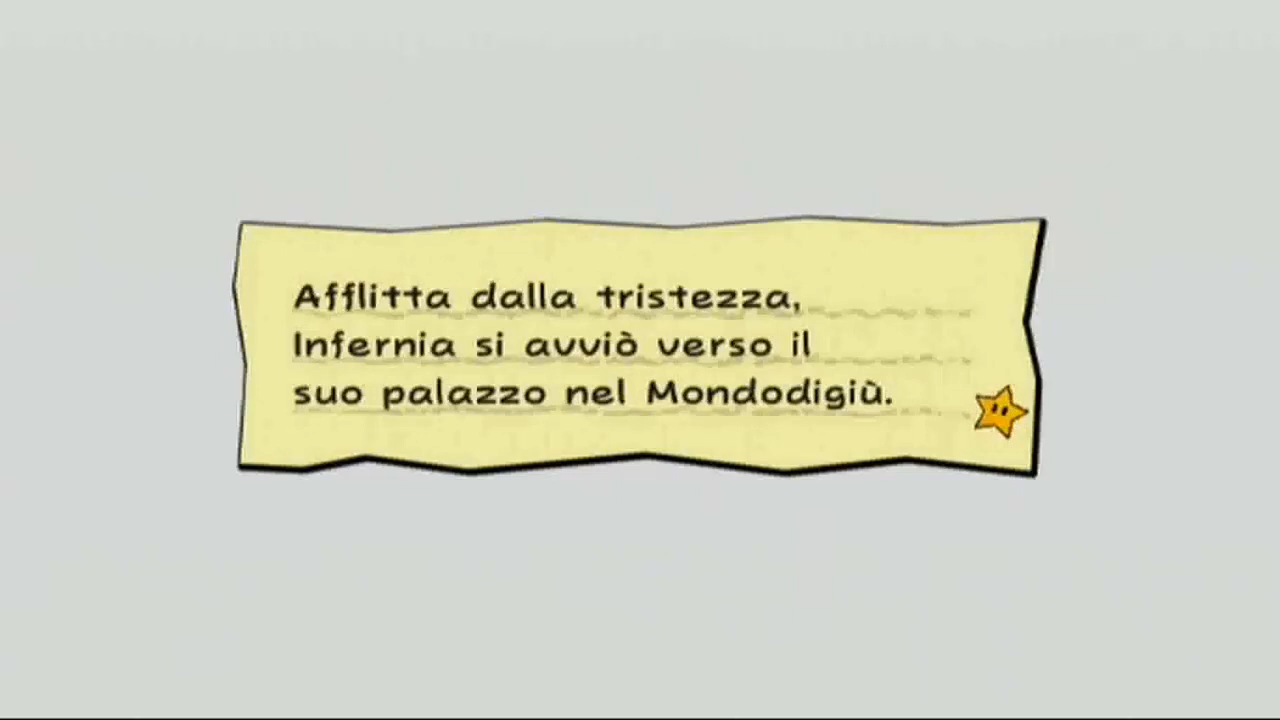 Afflitta dalla tristezza,
Infernia si avviò verso il
suo palazzo nel Mondodigiù.